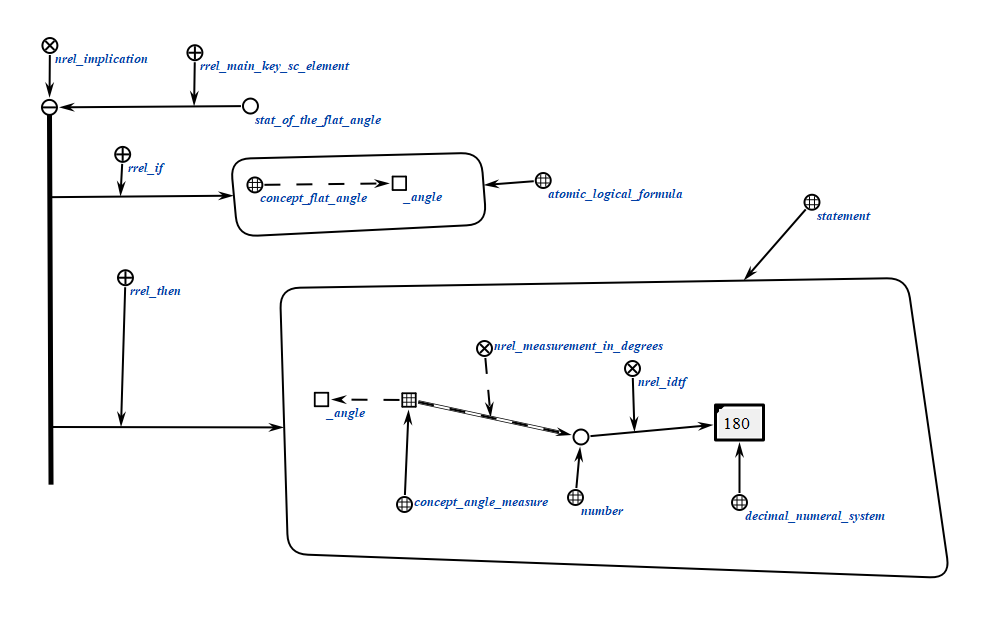 nrel_implication
rrel_main_key_sc_element
stat_of_the_flat_angle
rrel_if
concept_flat_angle
_angle
atomic_logical_formula
statement
rrel_then
nrel_measurement_in_degrees
nrel_idtf
_angle
180
concept_angle_measure
number
decimal_numeral_system